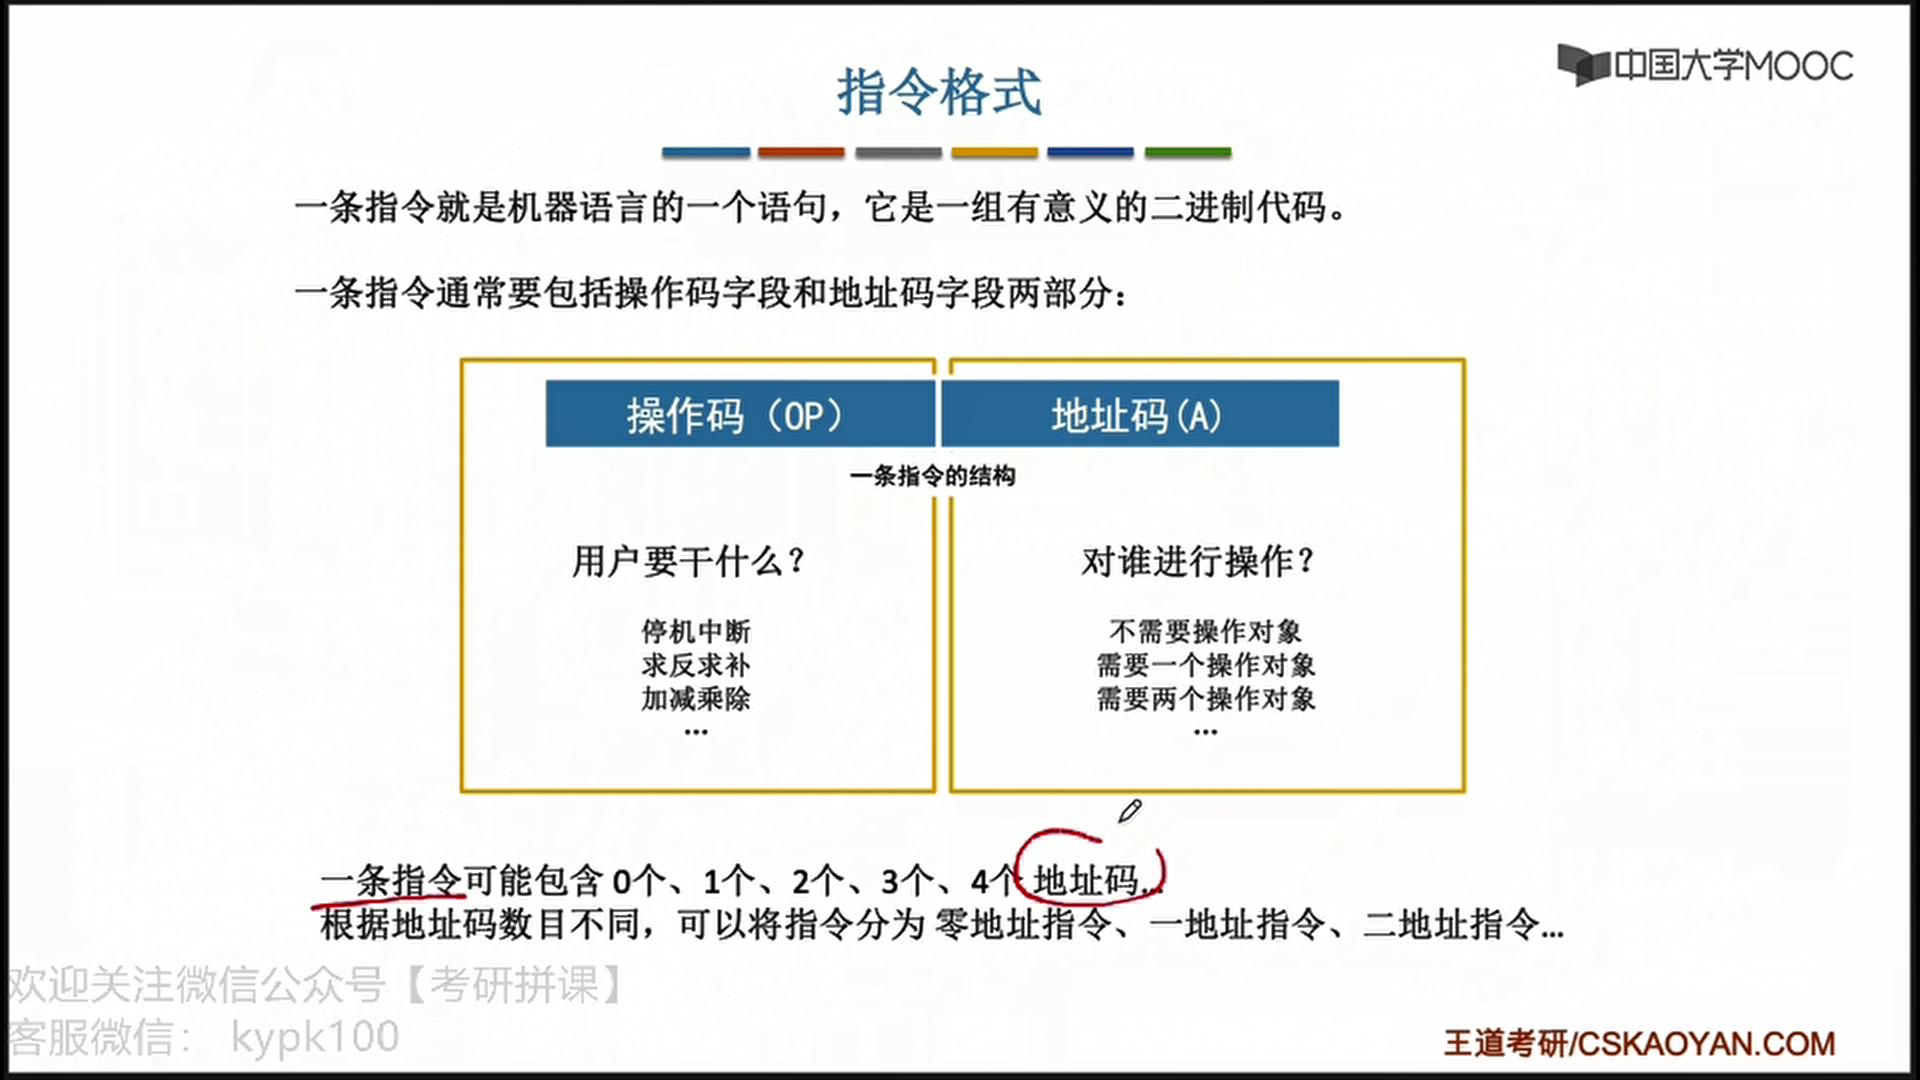 指令格式
中国大学MOOC
一条指令就是机器语言的一个语句，它是一组有意义的二进制代码。
一条指令通常要包括操作码字段和地址码字段两部分：
操作码（OP） 地址码(A)
一条指令的结构
用户要干什么？
停机中断
求反求补
加减乘除
...
对谁进行操作？
不需要操作对象
需要一个操作对象
需要两个操作对象
...
一条指令可能包含 0个、1个、2个、3个、4个 地址码...
根据地址码数目不同，可以将指令分为 零地址指令、一地址指令、二地址指令...
欢迎关注微信公众号【考研拼课】
客服微信： kypk100
王道考研/CSKAOYAN.COM